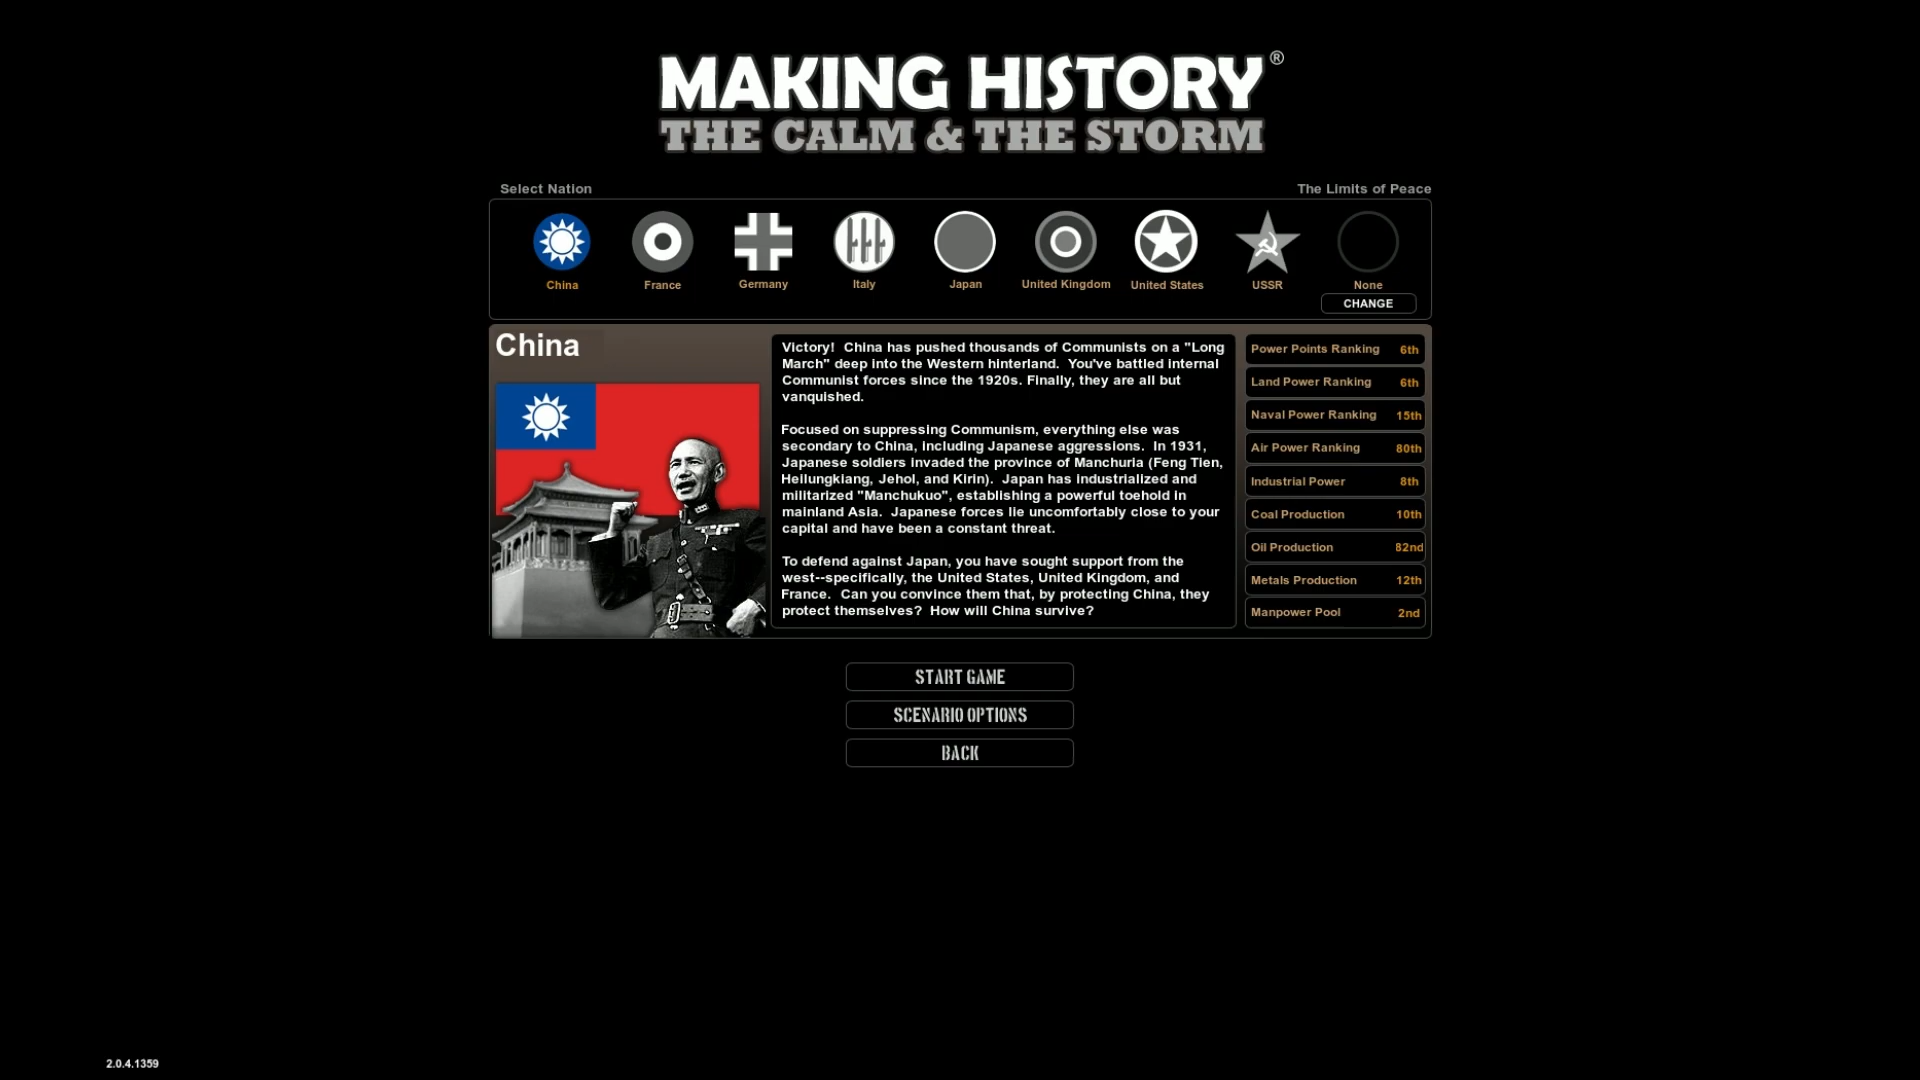 MAKING HISTORY®
THE CALM & THE STORM
Select Nation
The Limits of Peace
China
France
Germany
Italy
Japan
United Kingdom
United States
USSR
None
CHANGE
China
Victory!  China has pushed thousands of Communists on a "Long
March" deep into the Western hinterland.  You've battled internal
Communist forces since the 1920s. Finally, they are all but
vanquished.
Focused on suppressing Communism, everything else was
secondary to China, including Japanese aggressions.  In 1931,
Japanese soldiers invaded the province of Manchuria (Feng Tien,
Heilungkiang, Jehol, and Kirin).  Japan has industrialized and
militarized "Manchukuo", establishing a powerful toehold in
mainland Asia.  Japanese forces lie uncomfortably close to your
capital and have been a constant threat.
To defend against Japan, you have sought support from the
west--specifically, the United States, United Kingdom, and
France.  Can you convince them that, by protecting China, they
protect themselves?  How will China survive?
Power Points Ranking 6th
Land Power Ranking 6th
Naval Power Ranking 15th
Air Power Ranking 80th
Industrial Power 8th
Coal Production 10th
Oil Production 82nd
Metals Production 12th
Manpower Pool 2nd
START GAME
SCENARIO OPTIONS
BACK
2.0.4.1359